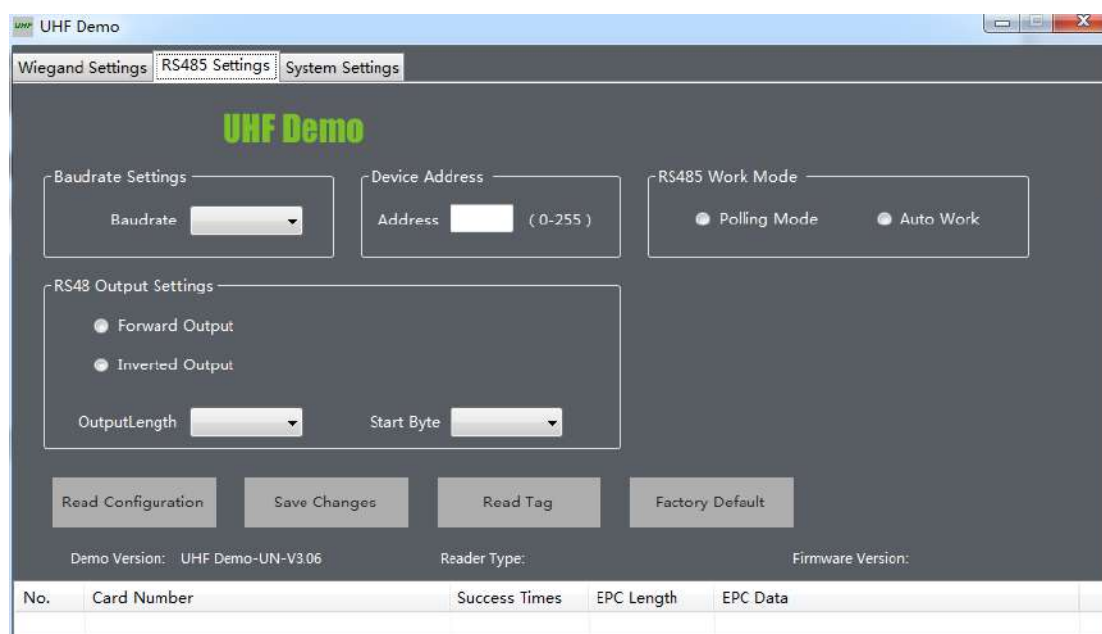 UHF Demo
Wiegand Settings RS485 Settings System Settings
UHF Demo
Baudrate Settings Device Address RS485 Work Mode
Baudrate Address ( 0-255 ) Polling Mode Auto Work
RS48 Output Settings
Forward Output
Inverted Output
OutputLength Start Byte
Read Configuration Save Changes Read Tag Factory Default
Demo Version: UHF Demo-UN-V3.06 Reader Type: Firmware Version:
No. Card Number Success Times EPC Length EPC Data